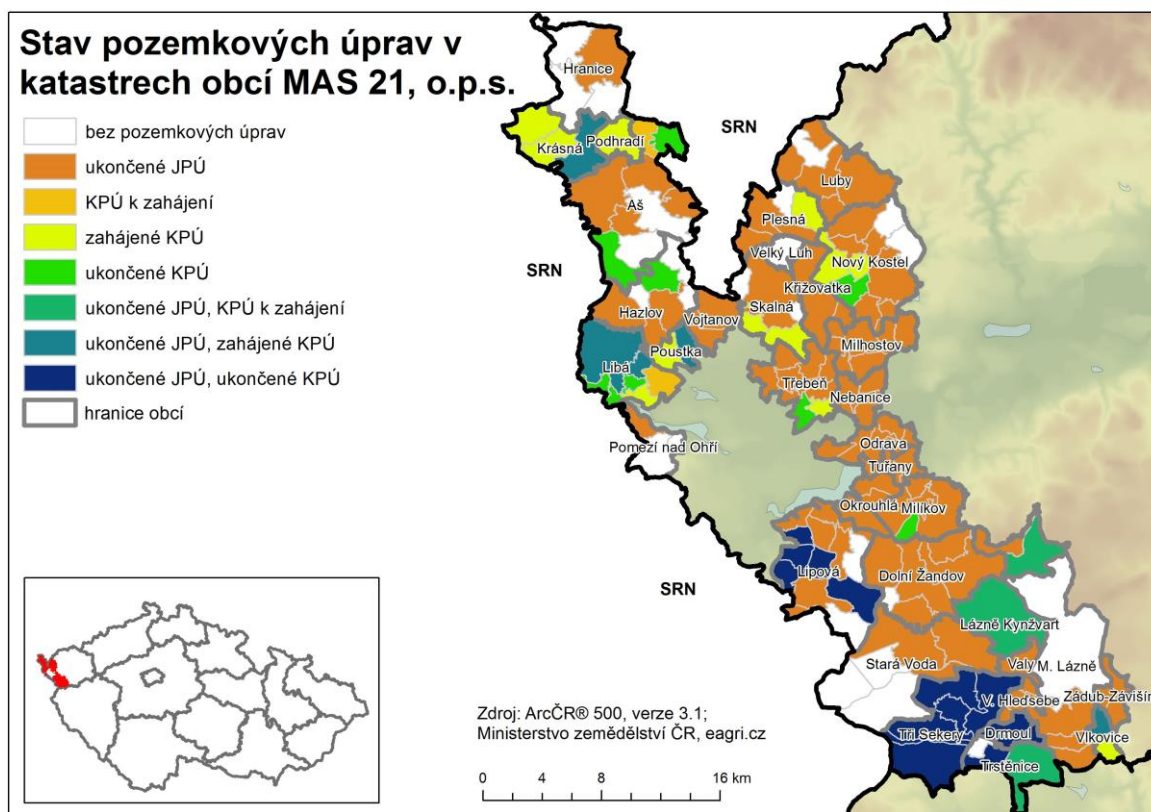 Stav pozemkových úprav v
katastrech obcí MAS 21, o.p.s.
bez pozemkových úprav
ukončené JPÚ
KPÚ k zahájení
zahájené KPÚ
ukončené KPÚ
ukončené JPÚ, KPÚ k zahájení
ukončené JPÚ, zahájené KPÚ
ukončené JPÚ, ukončené KPÚ
hranice obcí
Hranice
SRN
Krásná
Podhradí
Luby
Aš
Plesná
Velký Luh
Nový Kostel
SRN
Křižovatka
Skalná
Hazlov
Vojtanov
Milhostov
Poustka
Libá
Třebeň
Nebanice
Pomezí nad Ohří
Odrava
Tuřany
Okrouhlá
Milíkov
Lipová
Dolní Žandov
SRN
Lázně Kynžvart
Stará Voda
Valy
M. Lázně
V. Hleďsebe
Zádub-Závišín
Tři Sekery
Drmoul
Vlkovice
Trstěnice
Zdroj: ArcČR® 500, verze 3.1;
Ministerstvo zemědělství ČR, eagri.cz
0 4 8 16 km